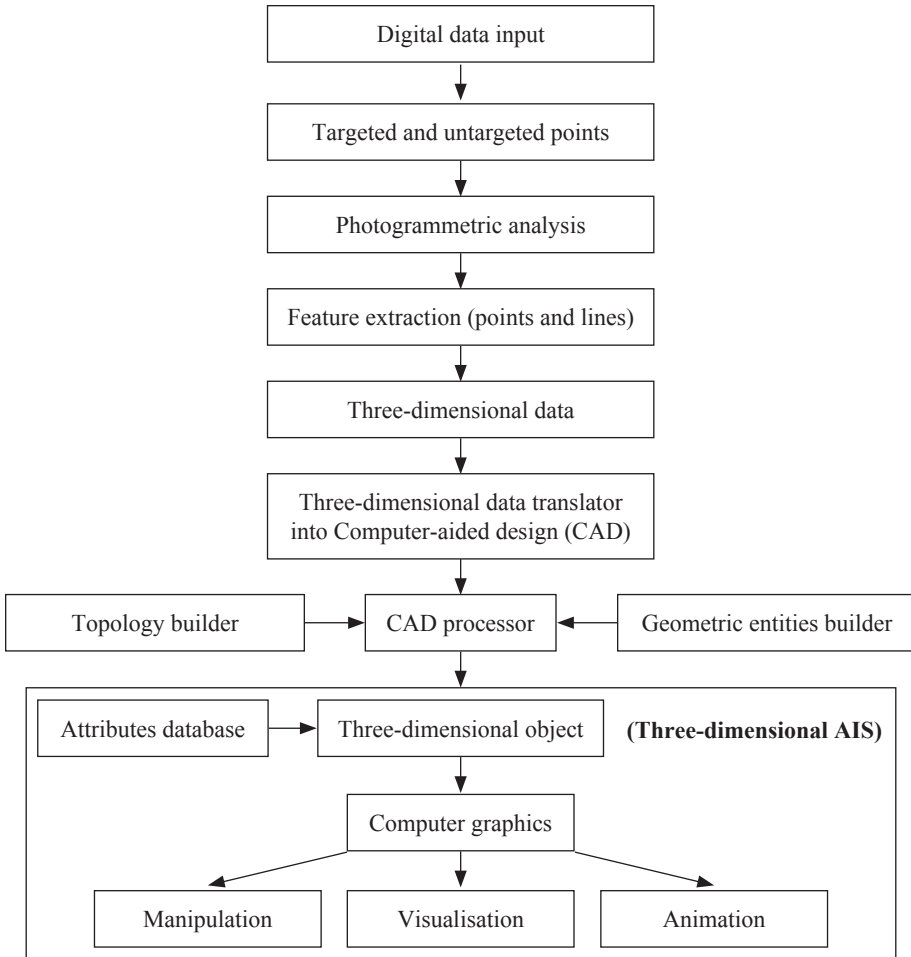 Digital data input
Targeted and untargeted points
Photogrammetric analysis
Feature extraction (points and lines)
Three-dimensional data
Three-dimensional data translator
into Computer-aided design (CAD)
Topology builder
CAD processor
Geometric entities builder
Attributes database
Three-dimensional object
(Three-dimensional AIS)
Computer graphics
Manipulation
Visualisation
Animation